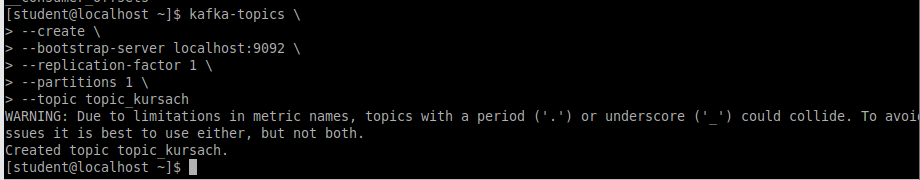 [student@localhost ~]$ kafka-topics \
> --create \
> --bootstrap-server localhost:9092 \
> --replication-factor 1 \
> --partitions 1 \
> --topic topic_kursach
WARNING: Due to limitations in metric names, topics with a period ('.') or underscore ('_') could collide. To avoi
ssues it is best to use either, but not both.
Created topic topic_kursach.
[student@localhost ~]$